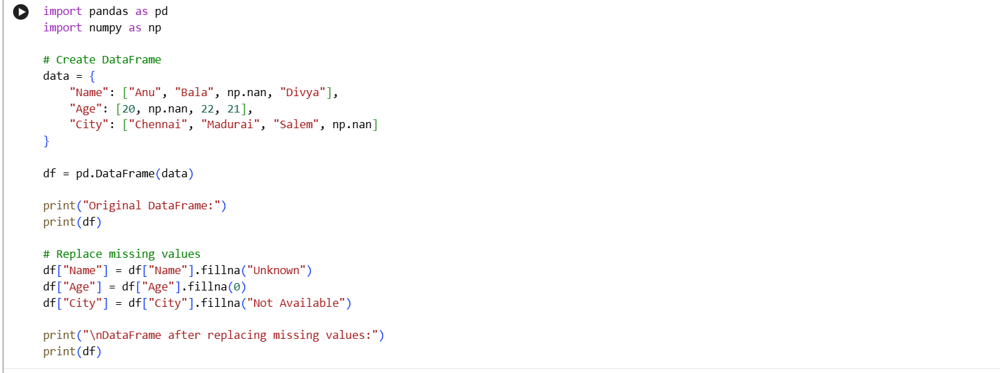 import pandas as pd
import numpy as np
# Create DataFrame
data = {
    "Name": ["Anu", "Bala", np.nan, "Divya"],
    "Age": [20, np.nan, 22, 21],
    "City": ["Chennai", "Madurai", "Salem", np.nan]
}
df = pd.DataFrame(data)
print("Original DataFrame:")
print(df)
# Replace missing values
df["Name"] = df["Name"].fillna("Unknown")
df["Age"] = df["Age"].fillna(0)
df["City"] = df["City"].fillna("Not Available")
print("\nDataFrame after replacing missing values:")
print(df)